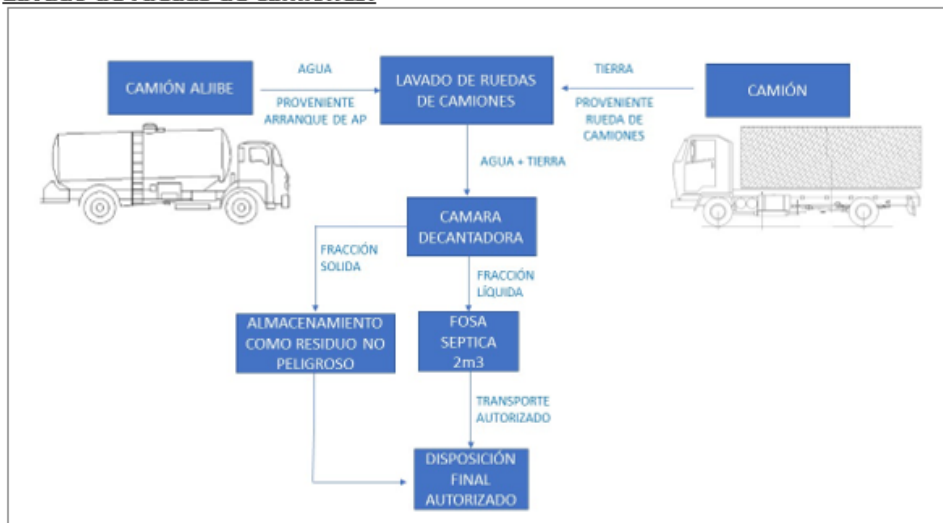 CAMIÓN ALJIBE
AGUA
PROVENIENTE
ARRANQUE DE AP
LAVADO DE RUEDAS
DE CAMIONES
TIERRA
PROVENIENTE
RUEDA DE
CAMIONES
CAMIÓN
AGUA + TIERRA
CAMARA
DECANTADORA
FRACCIÓN
SOLIDA
FRACCIÓN
LÍQUIDA
ALMACENAMIENTO
COMO RESIDUO NO
PELIGROSO
FOSA
SEPTICA
2m3
TRANSPORTE
AUTORIZADO
DISPOSICIÓN
FINAL
AUTORIZADO